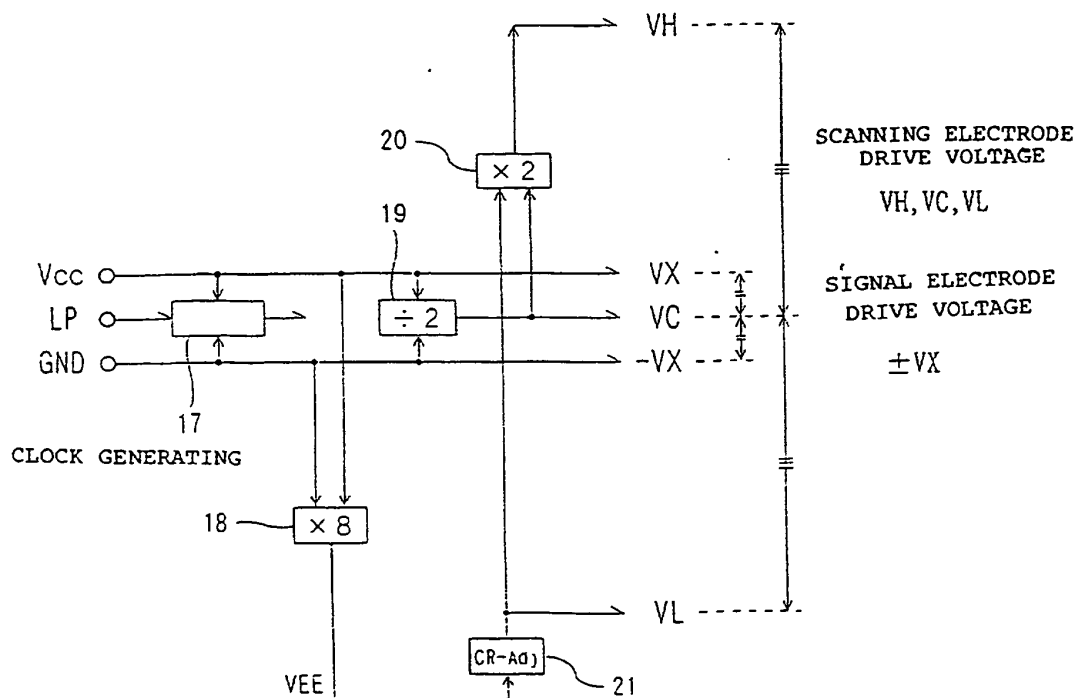 VH
20
× 2
SCANNING ELECTRODE
DRIVE VOLTAGE
VH, VC, VL
19
Vcc
VX
LP
÷ 2
VC
SIGNAL ELECTRODE
DRIVE VOLTAGE
GND
-VX
±VX
17
CLOCK GENERATING
18
× 8
VL
CR-Adj
21
VEE